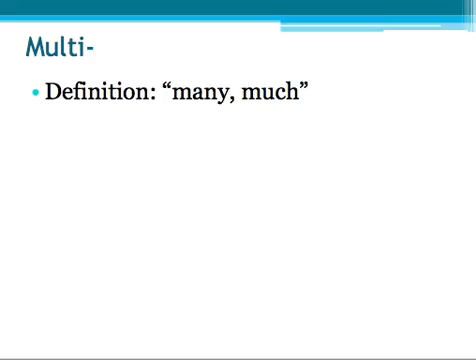 Multi-
• Definition: “many, much”